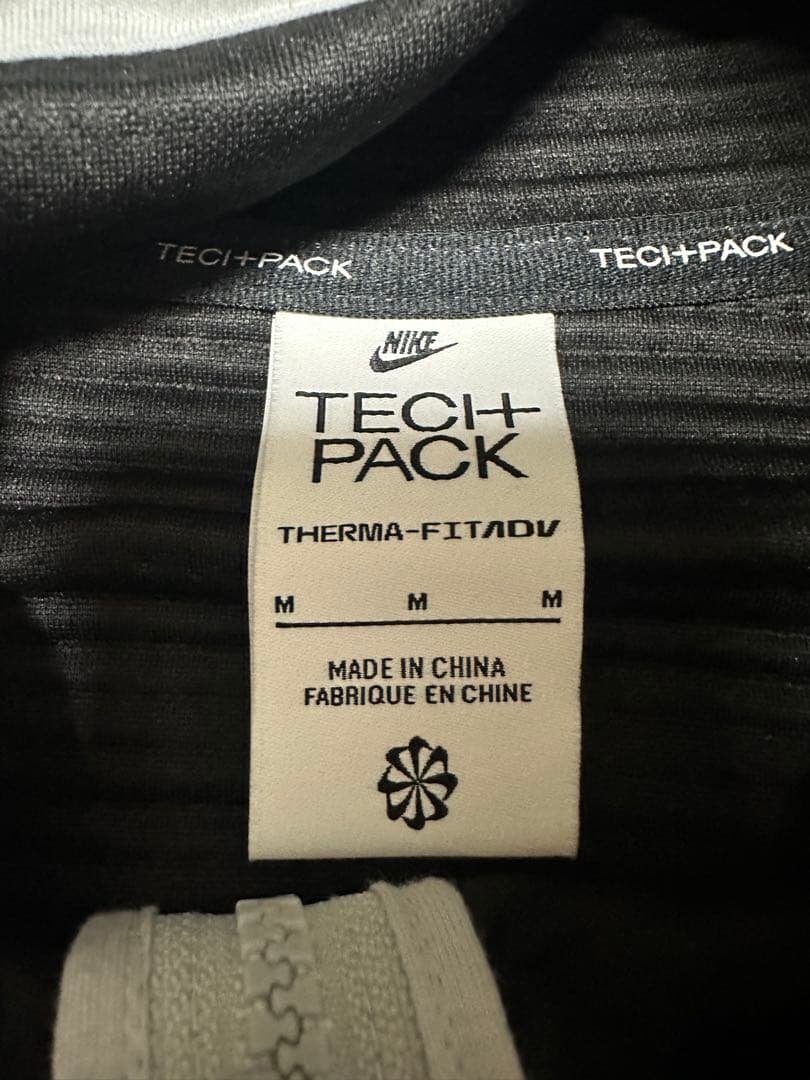 TECH+PACK TECH+PACK
NIKE
TECH+
PACK
THERMA-FITADV
M M M
MADE IN CHINA
FABRIQUE EN CHINE